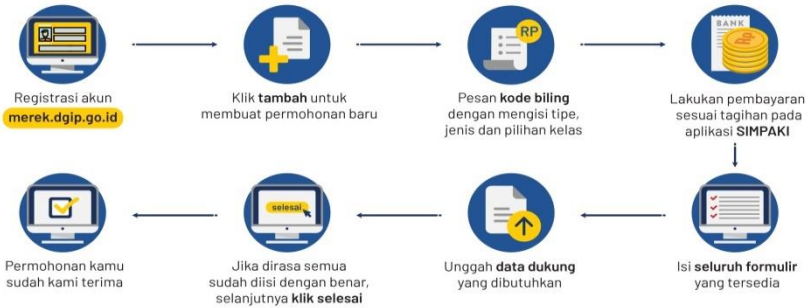 RP
BANK
Registrasi akun
merek.dgip.go.id
Klik tambah untuk
membuat permohonan baru
Pesan kode biling
dengan mengisi tipe,
jenis dan pilihan kelas
Lakukan pembayaran
sesuai tagihan pada
aplikasi SIMPAKI
Isi seluruh formulir
yang tersedia
Unggah data dukung
yang dibutuhkan
selesai
Jika dirasa semua
sudah diisi dengan benar,
selanjutnya klik selesai
Permohonan kamu
sudah kami terima